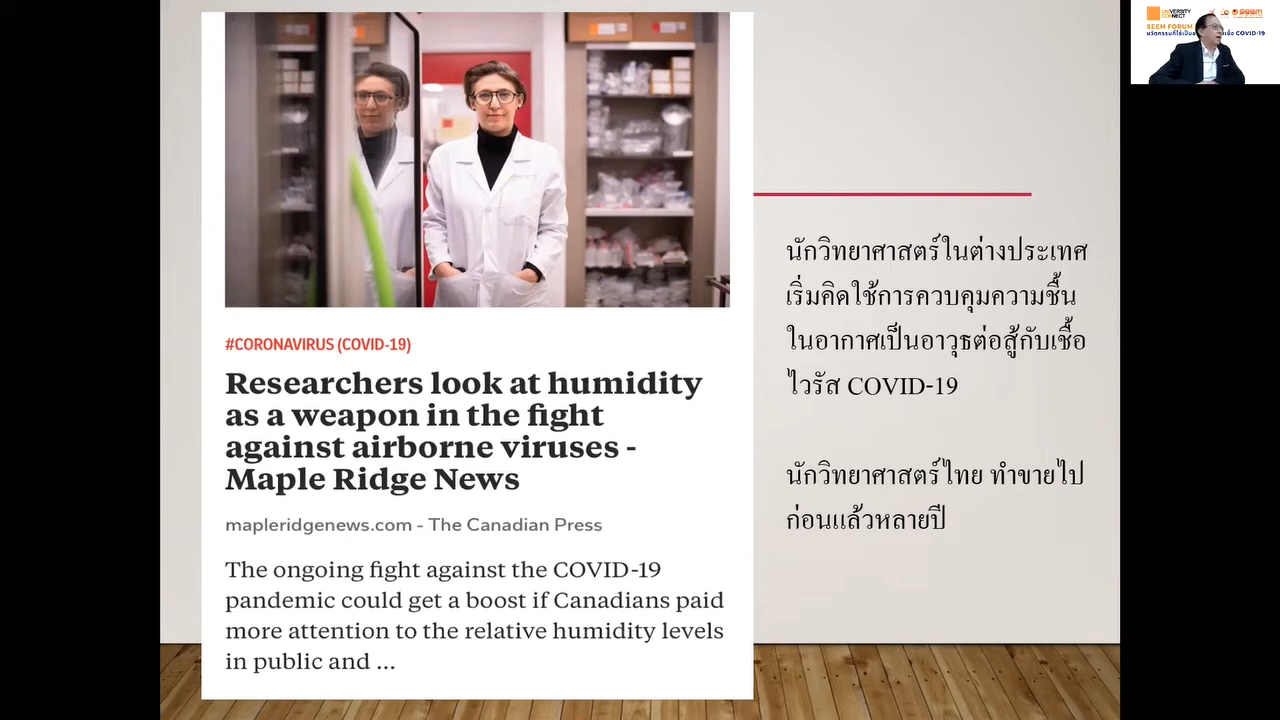 #CORONAVIRUS (COVID-19)
Researchers look at humidity
as a weapon in the fight
against airborne viruses -
Maple Ridge News
mapleridgenews.com - The Canadian Press
The ongoing fight against the COVID-19
pandemic could get a boost if Canadians paid
more attention to the relative humidity levels
in public and ...
นักวิทยาศาสตร์ในต่างประเทศ
เริ่มคิดใช้การควบคุมความชื้น
ในอากาศเป็นอาวุธต่อสู้กับเชื้อ
ไวรัส COVID-19
นักวิทยาศาสตร์ไทย ทำขายไป
ก่อนแล้วหลายปี
UNIVERSITY
CONNECT
SEEM FORUM
COVID-19